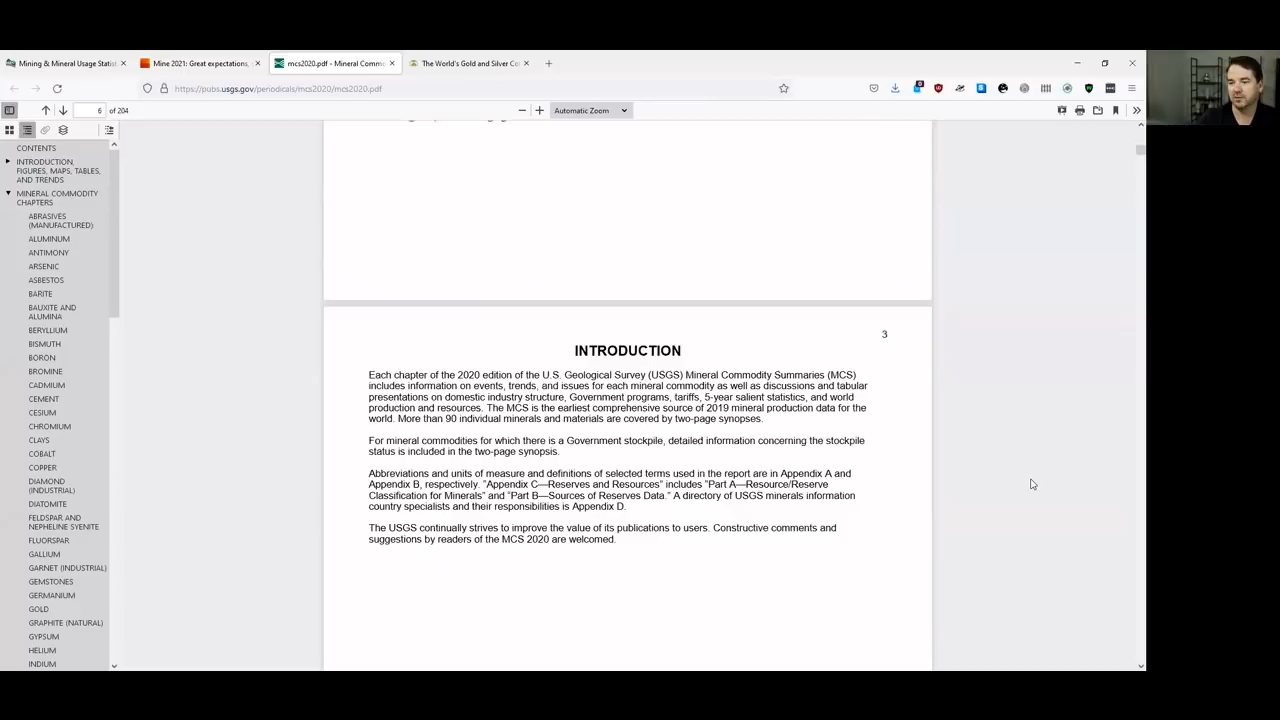 Mining & Mineral Usage Statist
Mine 2021: Great expectations,
mcs2020.pdf - Mineral Commo
The World's Gold and Silver Co
https://pubs.usgs.gov/periodicals/mcs2020/mcs2020.pdf
6 of 204
Automatic Zoom
CONTENTS
INTRODUCTION,
FIGURES, MAPS, TABLES,
AND TRENDS
MINERAL COMMODITY
CHAPTERS
ABRASIVES
(MANUFACTURED)
ALUMINUM
ANTIMONY
ARSENIC
ASBESTOS
BARITE
BAUXITE AND
ALUMINA
BERYLLIUM
BISMUTH
BORON
BROMINE
CADMIUM
CEMENT
CESIUM
CHROMIUM
CLAYS
COBALT
COPPER
DIAMOND
(INDUSTRIAL)
DIATOMITE
FELDSPAR AND
NEPHELINE SYENITE
FLUORSPAR
GALLIUM
GARNET (INDUSTRIAL)
GEMSTONES
GERMANIUM
GOLD
GRAPHITE (NATURAL)
GYPSUM
HELIUM
INDIUM
3
INTRODUCTION
Each chapter of the 2020 edition of the U.S. Geological Survey (USGS) Mineral Commodity Summaries (MCS)
includes information on events, trends, and issues for each mineral commodity as well as discussions and tabular
presentations on domestic industry structure, Government programs, tariffs, 5-year salient statistics, and world
production and resources. The MCS is the earliest comprehensive source of 2019 mineral production data for the
world. More than 90 individual minerals and materials are covered by two-page synopses.
For mineral commodities for which there is a Government stockpile, detailed information concerning the stockpile
status is included in the two-page synopsis.
Abbreviations and units of measure and definitions of selected terms used in the report are in Appendix A and
Appendix B, respectively. "Appendix C—Reserves and Resources" includes "Part A—Resource/Reserve
Classification for Minerals" and "Part B—Sources of Reserves Data." A directory of USGS minerals information
country specialists and their responsibilities is Appendix D.
The USGS continually strives to improve the value of its publications to users. Constructive comments and
suggestions by readers of the MCS 2020 are welcomed.